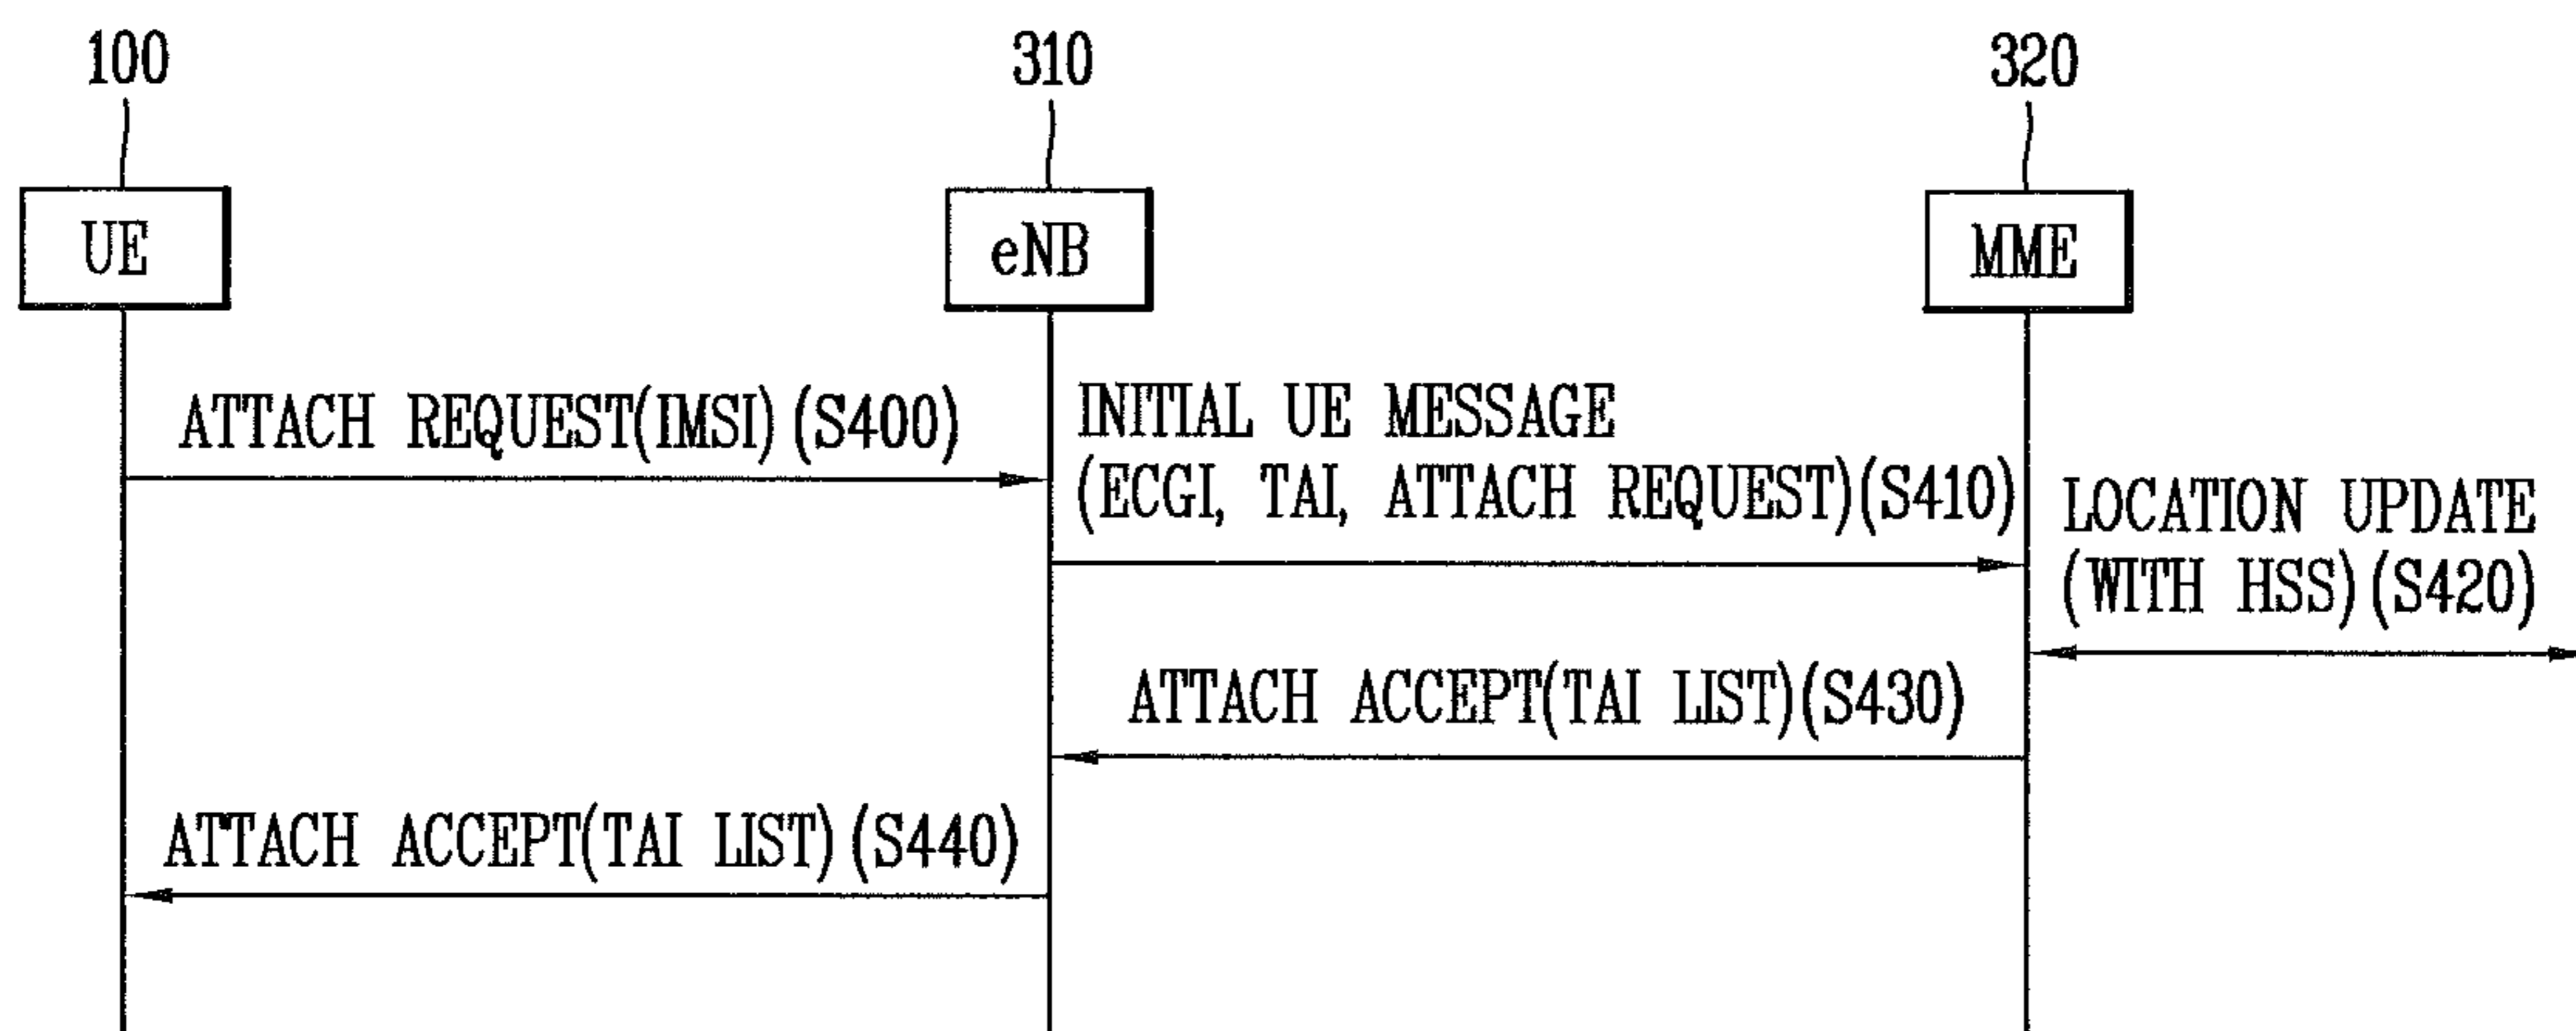 100
310
320
UE
eNB
MME
ATTACH REQUEST(IMSI)(S400)
INITIAL UE MESSAGE
(ECGI, TAI, ATTACH REQUEST)(S410)
LOCATION UPDATE
(WITH HSS)(S420)
ATTACH ACCEPT(TAI LIST)(S430)
ATTACH ACCEPT(TAI LIST)(S440)